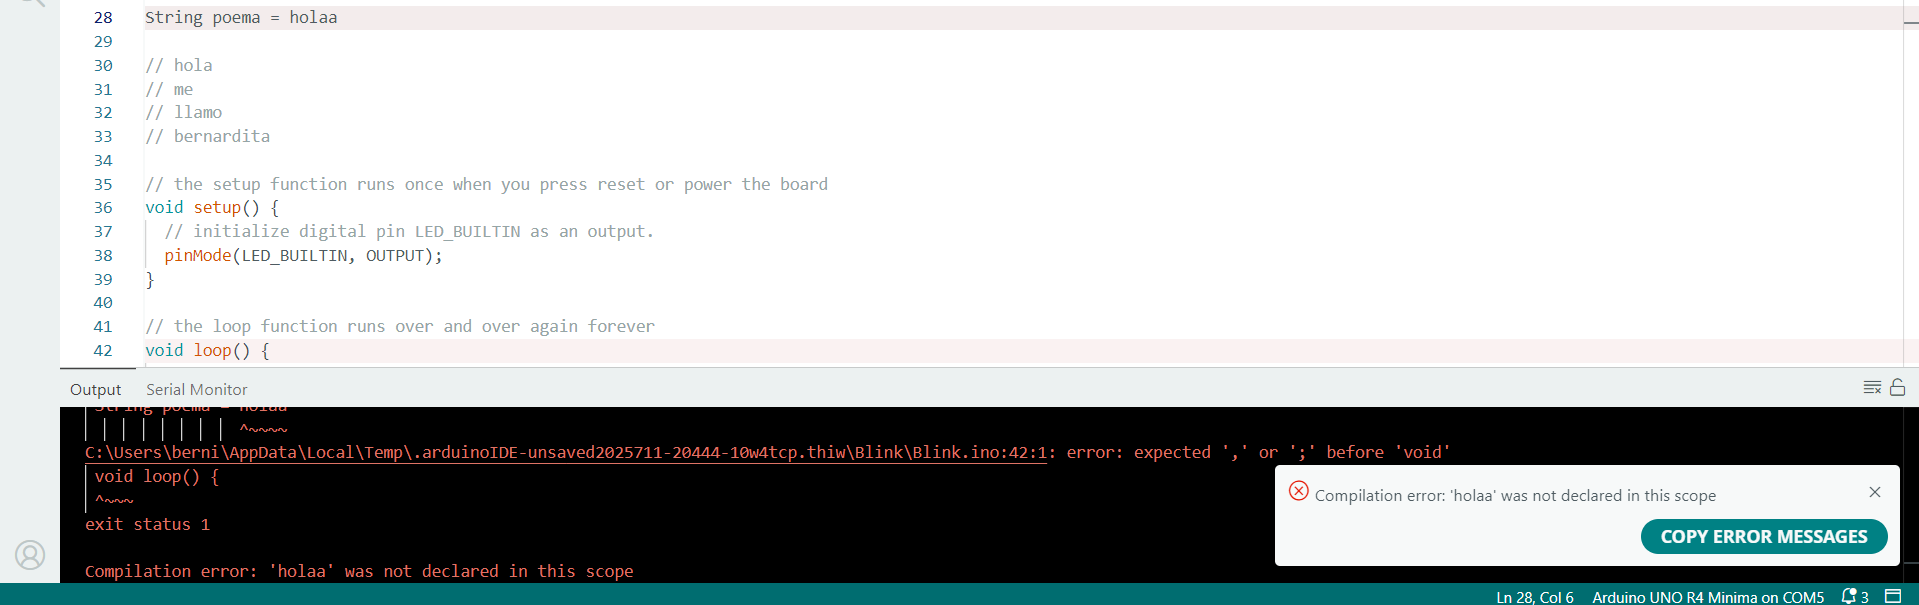 28 String poema = holaa
29
30 // hola
31 // me
32 // llamo
33 // bernardita
34
35 // the setup function runs once when you press reset or power the board
36 void setup() {
37 // initialize digital pin LED_BUILTIN as an output.
38 pinMode(LED_BUILTIN, OUTPUT);
39 }
40
41 // the loop function runs over and over again forever
42 void loop() {
Output Serial Monitor
String poema = holaa
^~~~~
C:\Users\berni\AppData\Local\Temp\.arduinoIDE-unsaved2025711-20444-10w4tcp.thiw\Blink\Blink.ino:42:1: error: expected ',' or ';' before 'void'
void loop() {
^~~~
exit status 1
Compilation error: 'holaa' was not declared in this scope
Compilation error: 'holaa' was not declared in this scope
COPY ERROR MESSAGES
Ln 28, Col 6 Arduino UNO R4 Minima on COM5 3